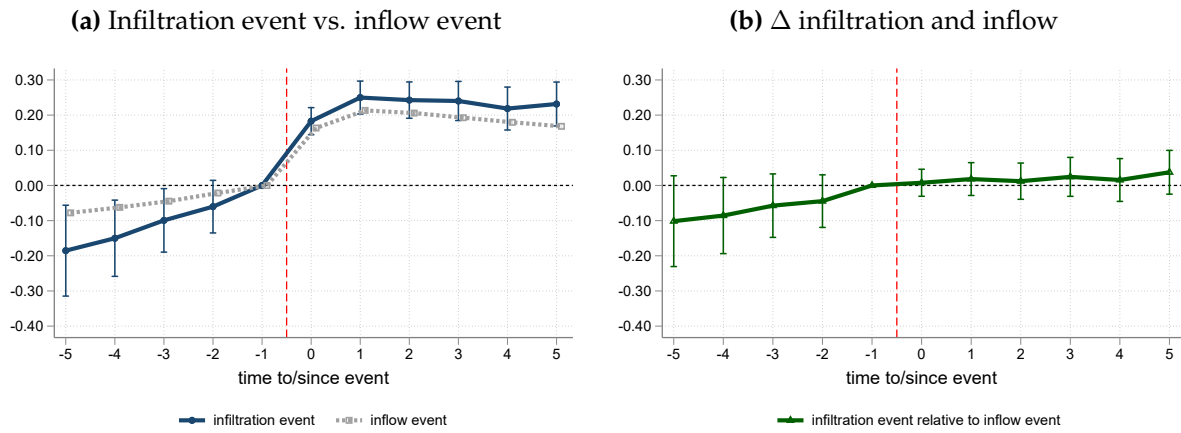 (a) Infiltration event vs. inflow event
0.30
0.20
0.10
0.00
-0.10
-0.20
-0.30
-0.40
-5 -4 -3 -2 -1 0 1 2 3 4 5
time to/since event
infiltration event inflow event
(b) Δ infiltration and inflow
0.30
0.20
0.10
0.00
-0.10
-0.20
-0.30
-0.40
-5 -4 -3 -2 -1 0 1 2 3 4 5
time to/since event
infiltration event relative to inflow event